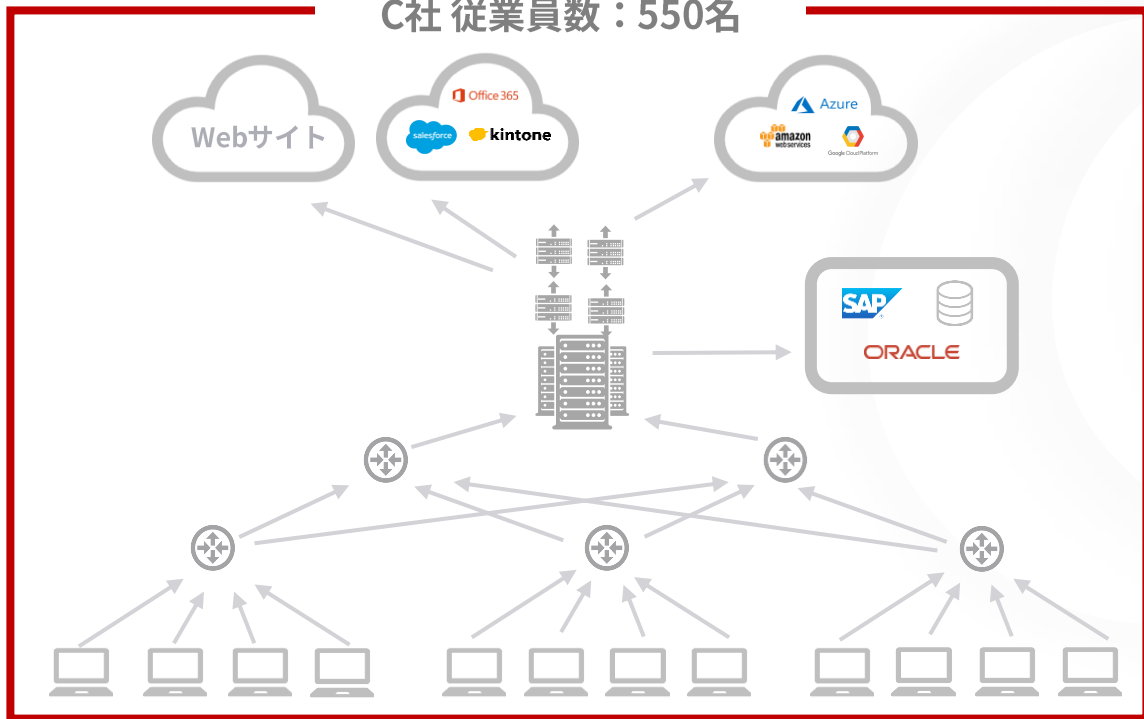 C社 従業員数：550名
Webサイト
Office 365
salesforce
kintone
Azure
amazon
webservices
Google Cloud Platform
SAP
ORACLE